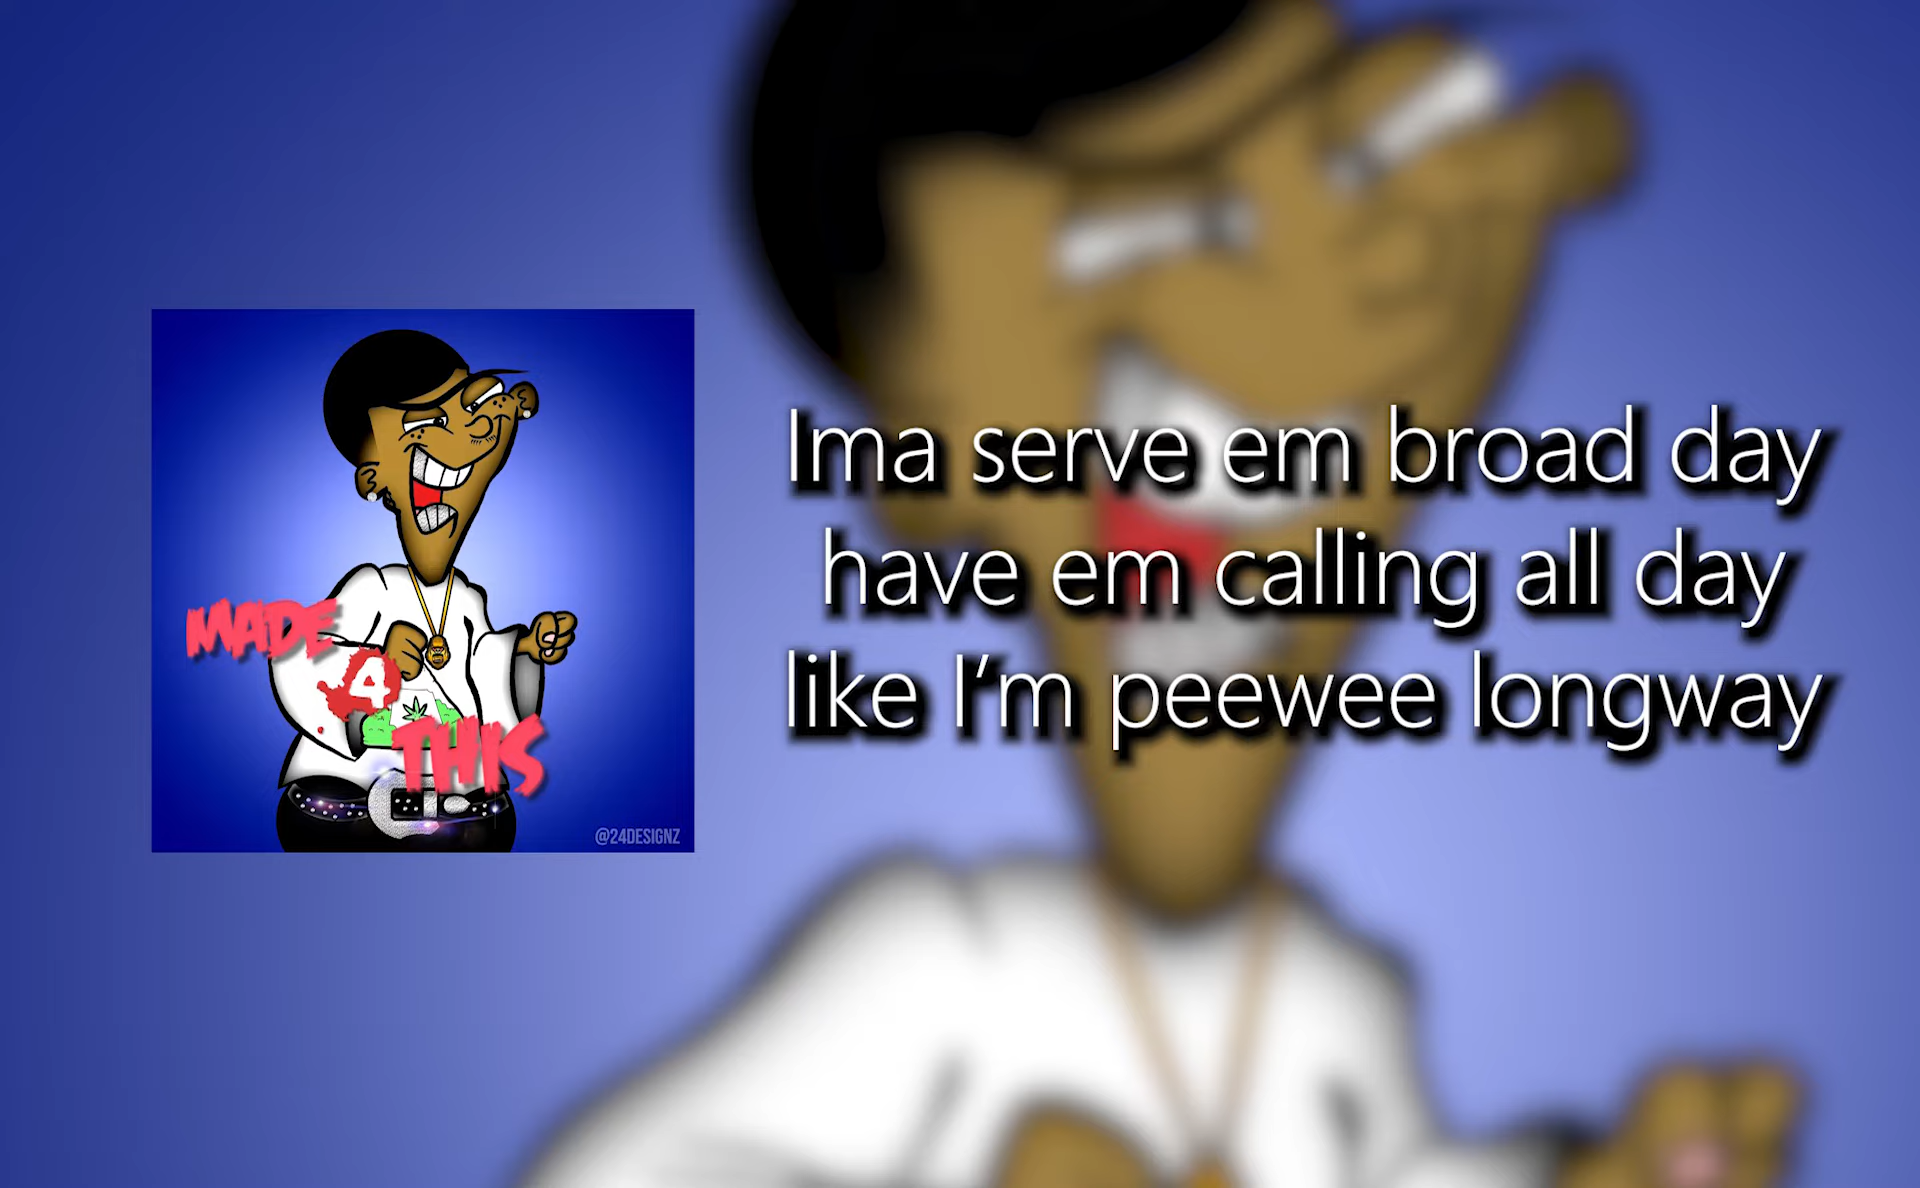 MADE
4
THIS
@24DESIGNZ
Ima serve em broad day
have em calling all day
like I'm peewee longway